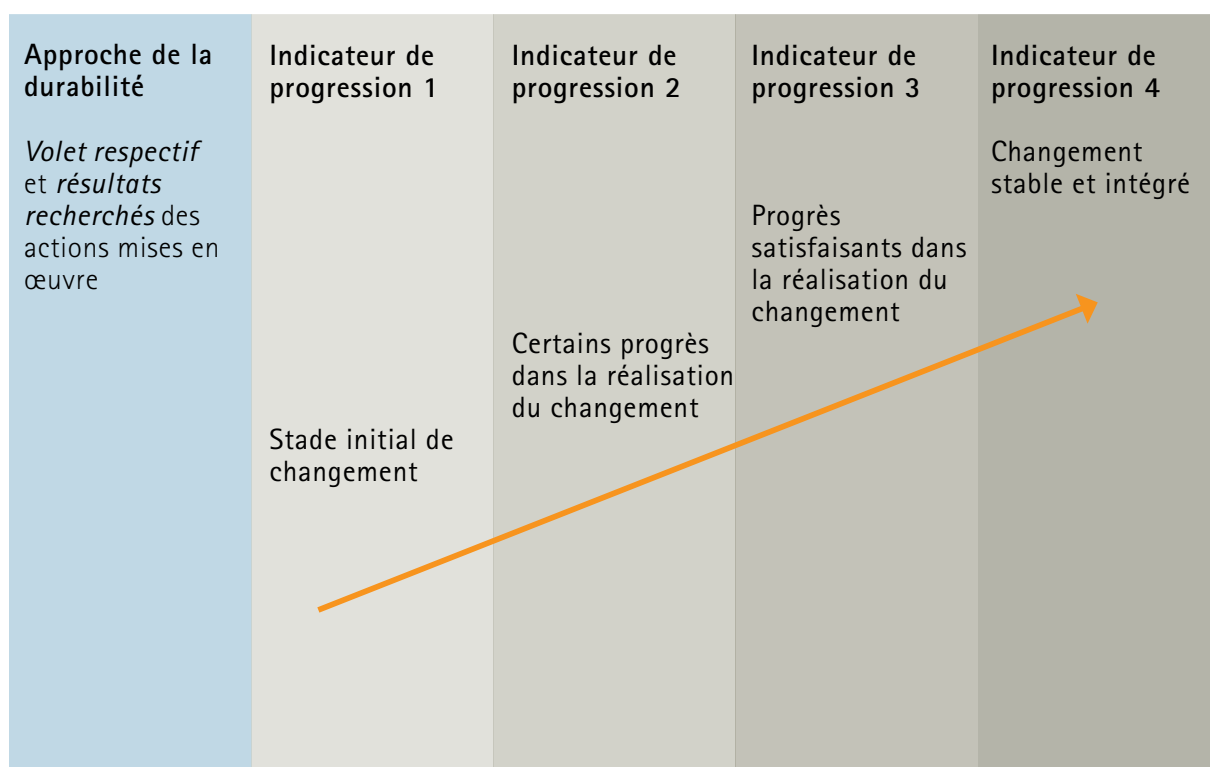 Approche de la
durabilité
Volet respectif
et résultats
recherchés des
actions mises en
œuvre
Indicateur de
progression 1
Stade initial de
changement
Indicateur de
progression 2
Certains progrès
dans la réalisation
du changement
Indicateur de
progression 3
Progrès
satisfaisants dans
la réalisation du
changement
Indicateur de
progression 4
Changement
stable et intégré